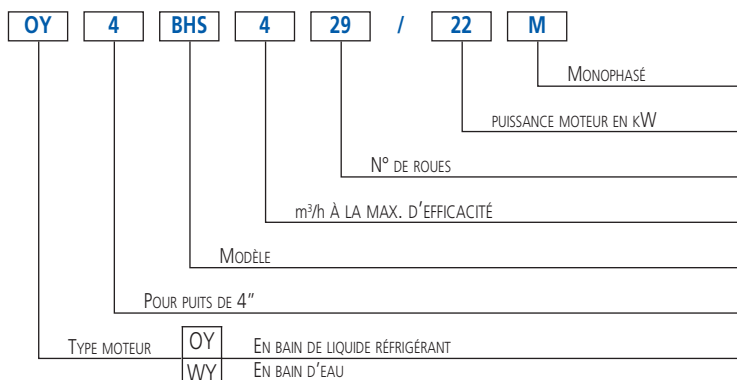 OY 4 BHS 4 29 / 22 M
Monophasé
puissance moteur en kW
N° de roues
m³/h à la max. d'efficacité
Modèle
Pour puits de 4"
Type moteur OY En bain de liquide réfrigérant
WY En bain d'eau